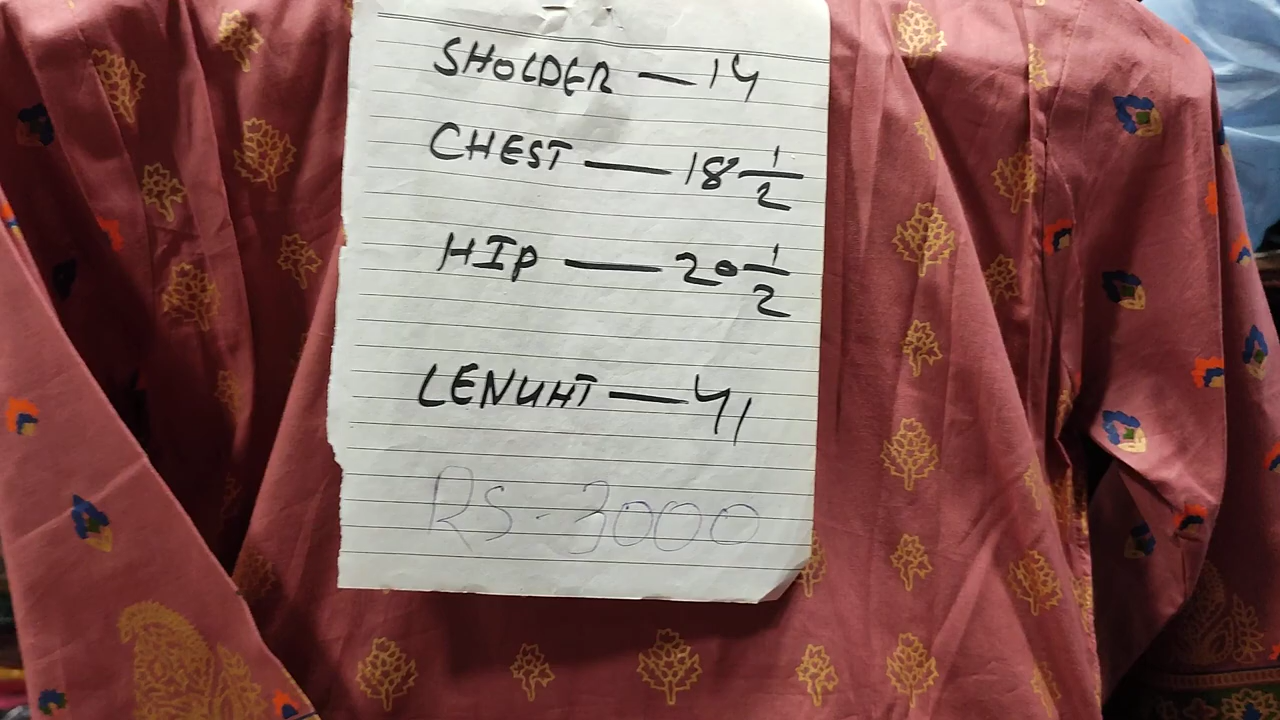 SHOLDER — 14
CHEST — 18 1/2
HIP — 20 1/2
LENUHT — 41
RS - 3000